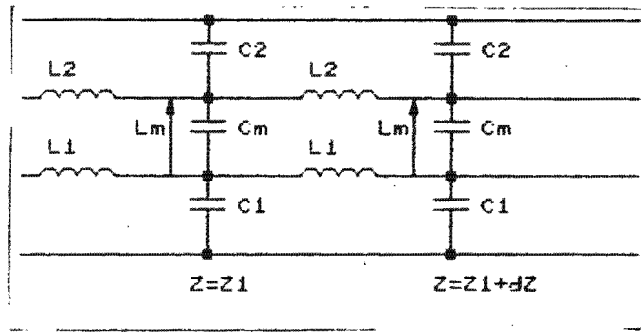 C2 C2
L2 L2
Lm Cm Lm Cm
L1 L1
C1 C1
Z=Z1 Z=Z1+dZ